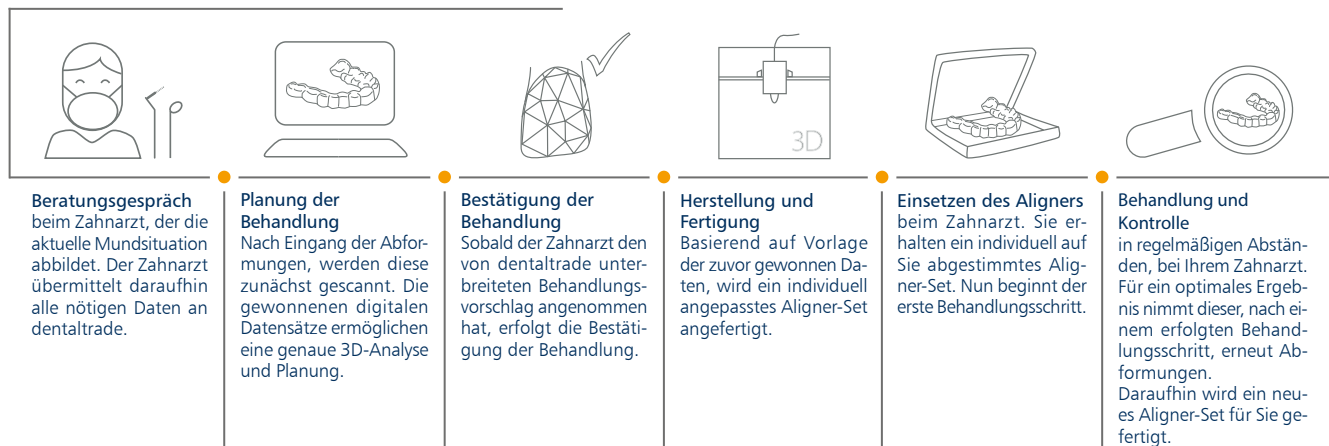 3D
Beratungsgespräch
beim Zahnarzt, der die
aktuelle Mundsituation
abbildet. Der Zahnarzt
übermittelt daraufhin
alle nötigen Daten an
dentaltrade.
Planung der
Behandlung
Nach Eingang der Abfor-
mungen, werden diese
zunächst gescannt. Die
gewonnenen digitalen
Datensätze ermöglichen
eine genaue 3D-Analyse
und Planung.
Bestätigung der
Behandlung
Sobald der Zahnarzt den
von dentaltrade unter-
breiteten Behandlungs-
vorschlag angenommen
hat, erfolgt die Bestäti-
gung der Behandlung.
Herstellung und
Fertigung
Basierend auf Vorlage
der zuvor gewonnen Da-
ten, wird ein individuell
angepasstes Aligner-Set
angefertigt.
Einsetzen des Aligners
beim Zahnarzt. Sie er-
halten ein individuell auf
Sie abgestimmtes Alig-
ner-Set. Nun beginnt der
erste Behandlungsschritt.
Behandlung und
Kontrolle
in regelmäßigen Abstän-
den, bei Ihrem Zahnarzt.
Für ein optimales Ergeb-
nis nimmt dieser, nach ei-
nem erfolgten Behand-
lungsschritt, erneut Ab-
formungen.
Daraufhin wird ein neu-
es Aligner-Set für Sie ge-
fertigt.